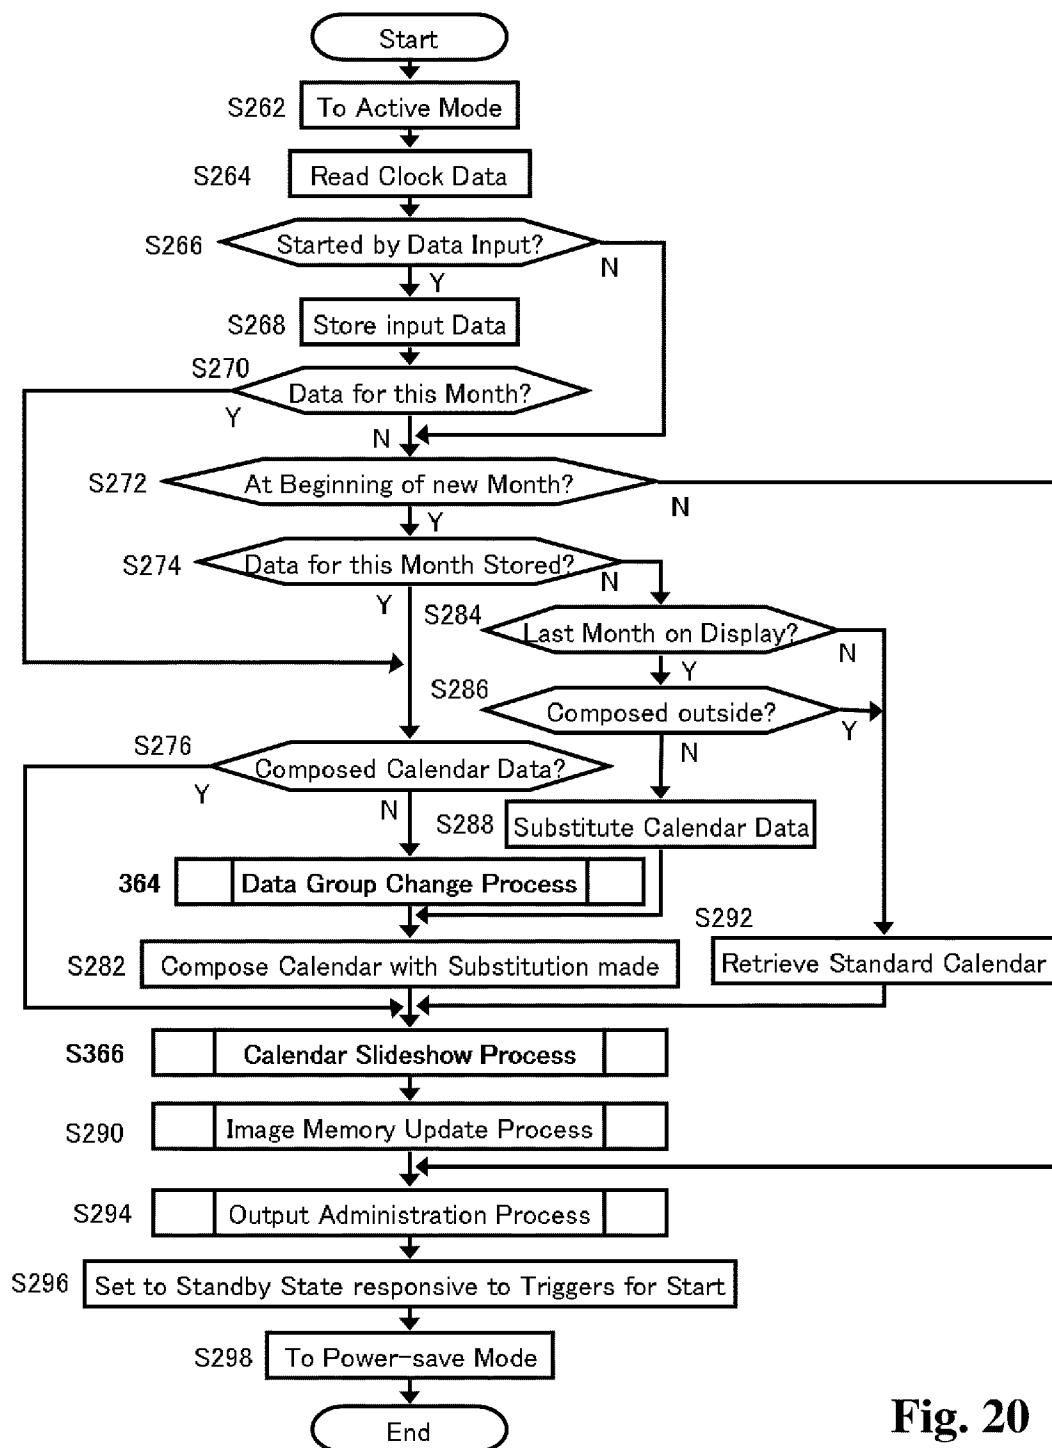 Start
S262 To Active Mode
S264 Read Clock Data
S266 Started by Data Input? N
Y
S268 Store input Data
S270
Data for this Month?
Y
N
S272 At Beginning of new Month?
N
Y
S274 Data for this Month Stored?
N
Y
S284
Last Month on Display?
N
Y
S286
Composed outside?
Y
N
S276
Composed Calendar Data?
Y
N
S288 Substitute Calendar Data
364 Data Group Change Process
S292
S282 Compose Calendar with Substitution made
Retrieve Standard Calendar
S366 Calendar Slideshow Process
S290 Image Memory Update Process
S294 Output Administration Process
S296 Set to Standby State responsive to Triggers for Start
S298 To Power-save Mode
End
Fig. 20